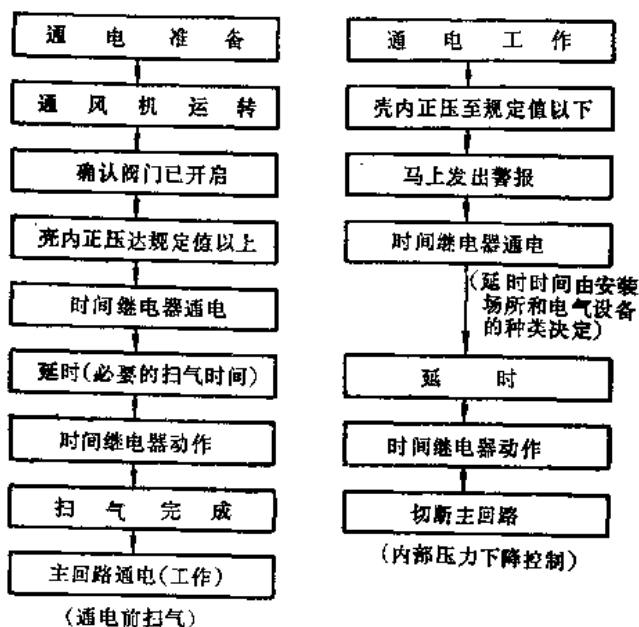 通电准备
通风机运转
确认阀门已开启
壳内正压达规定值以上
时间继电器通电
延时(必要的扫气时间)
时间继电器动作
扫气完成
主回路通电(工作)
(通电前扫气)
通电工作
壳内正压至规定值以下
马上发出警报
时间继电器通电
(延时时间由安装
场所和电气设备
的种类决定)
延时
时间继电器动作
切断主回路
(内部压力下降控制)